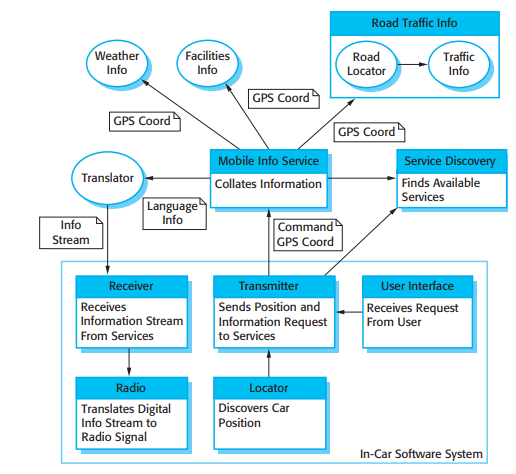 Road Traffic Info
Weather
Info
Facilities
Info
Road
Locator
Traffic
Info
GPS Coord
GPS Coord
GPS Coord
Mobile Info Service
Collates Information
Service Discovery
Finds Available
Services
Translator
Language
Info
Info
Stream
Command
GPS Coord
Receiver
Receives
Information Stream
From Services
Transmitter
Sends Position and
Information Request
to Services
User Interface
Receives Request
From User
Radio
Translates Digital
Info Stream to
Radio Signal
Locator
Discovers Car
Position
In-Car Software System